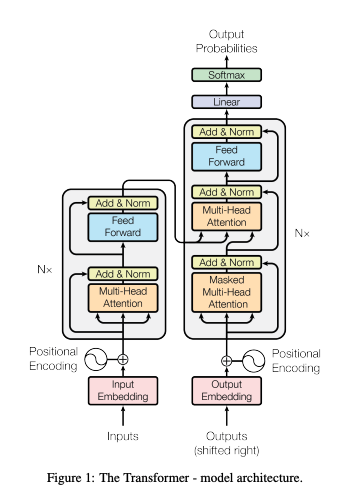 Output
Probabilities
Softmax
Linear
Add & Norm
Feed
Forward
Add & Norm
Multi-Head
Attention
Add & Norm
Masked
Multi-Head
Attention
N×
Add & Norm
Feed
Forward
N×
Add & Norm
Multi-Head
Attention
Positional
Encoding
Positional
Encoding
Input
Embedding
Output
Embedding
Inputs
Outputs
(shifted right)
Figure 1: The Transformer - model architecture.